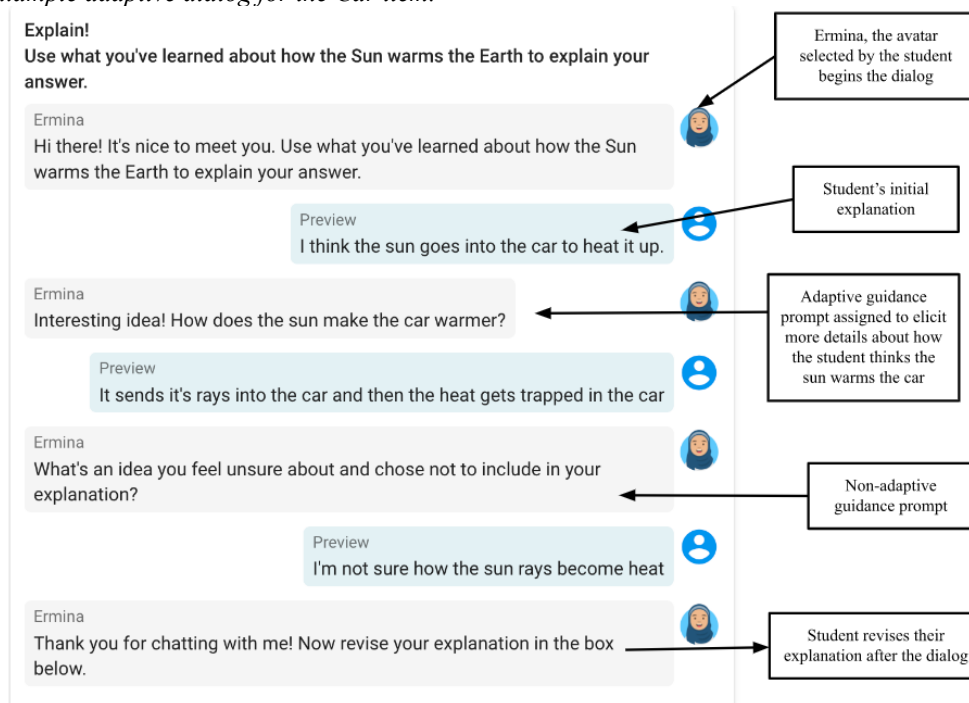 xample adaptive dialog for the Car item.
Explain!
Use what you've learned about how the Sun warms the Earth to explain your
answer.
Ermina, the avatar
selected by the student
begins the dialog
Ermina
Hi there! It's nice to meet you. Use what you've learned about how the Sun
warms the Earth to explain your answer.
Student's initial
explanation
Preview
I think the sun goes into the car to heat it up.
Ermina
Interesting idea! How does the sun make the car warmer?
Adaptive guidance
prompt assigned to elicit
more details about how
the student thinks the
sun warms the car
Preview
It sends it's rays into the car and then the heat gets trapped in the car
Ermina
What's an idea you feel unsure about and chose not to include in your
explanation?
Non-adaptive
guidance prompt
Preview
I'm not sure how the sun rays become heat
Ermina
Thank you for chatting with me! Now revise your explanation in the box
below.
Student revises their
explanation after the dialog